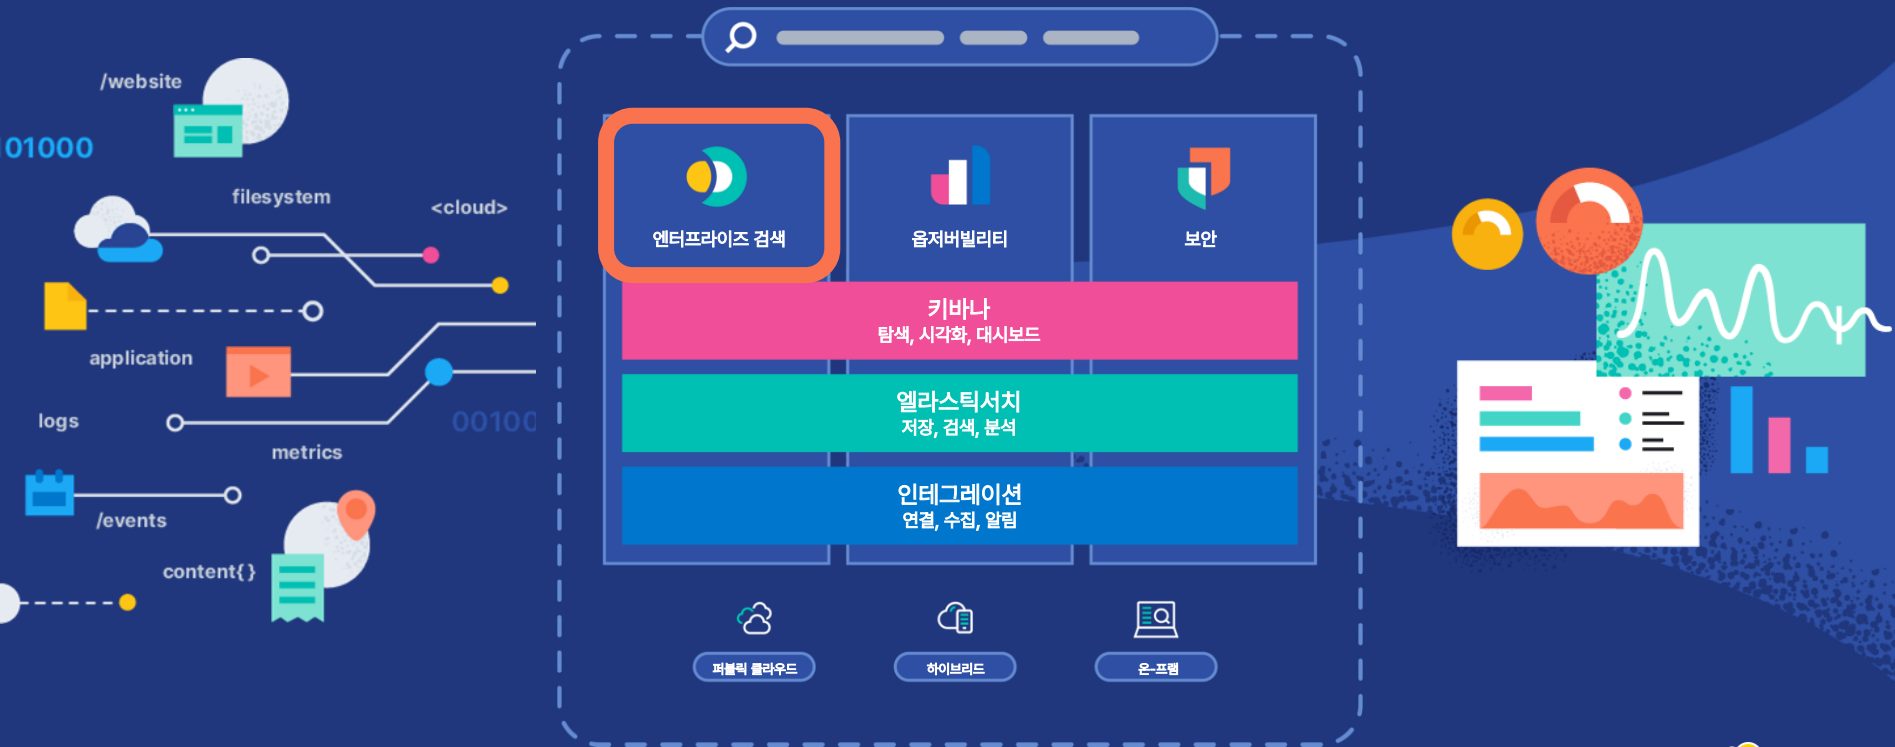 /website
101000
filesystem
<cloud>
application
logs
00100
metrics
/events
content{}
엔터프라이즈 검색
옵저버빌리티
보안
키바나
탐색, 시각화, 대시보드
엘라스틱서치
저장, 검색, 분석
인테그레이션
연결, 수집, 알림
퍼블릭 클라우드
하이브리드
온-프렘